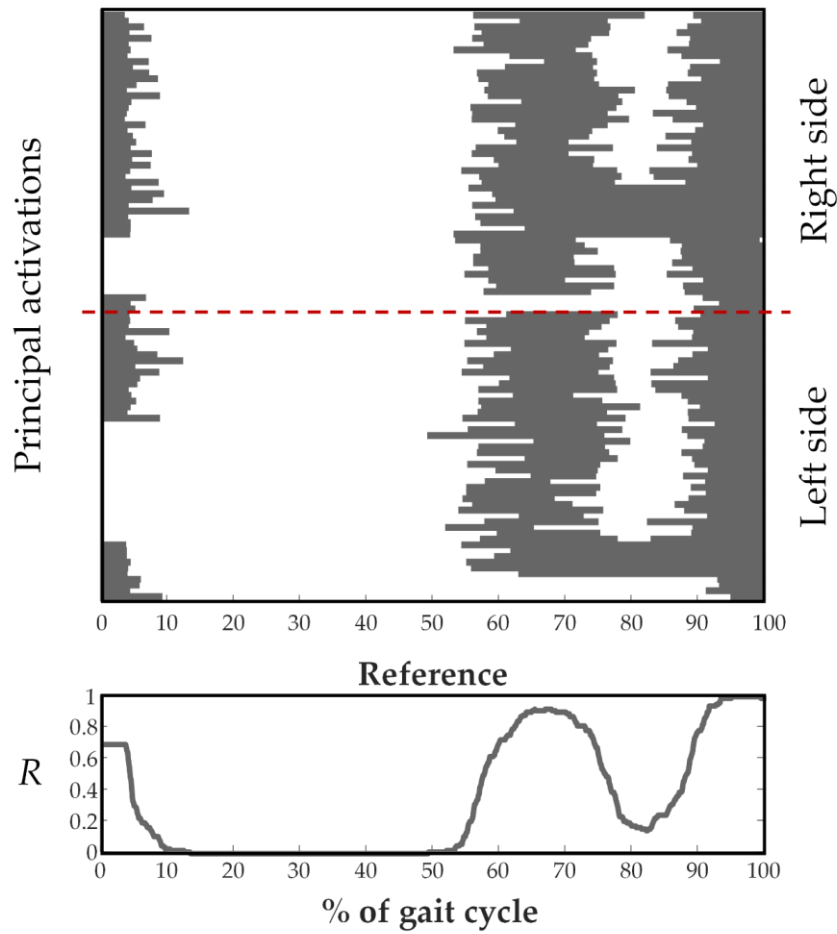 Principal activations
Right side
Left side
0 10 20 30 40 50 60 70 80 90 100
Reference
R
1
0.8
0.6
0.4
0.2
0
0 10 20 30 40 50 60 70 80 90 100
% of gait cycle